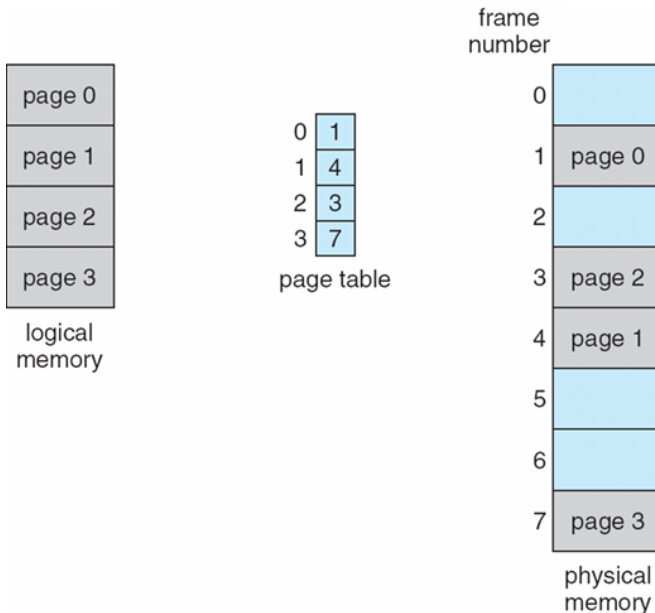 page 0
page 1
page 2
page 3
logical
memory
0 1
1 4
2 3
3 7
page table
frame
number
0
1 page 0
2
3 page 2
4 page 1
5
6
7 page 3
physical
memory